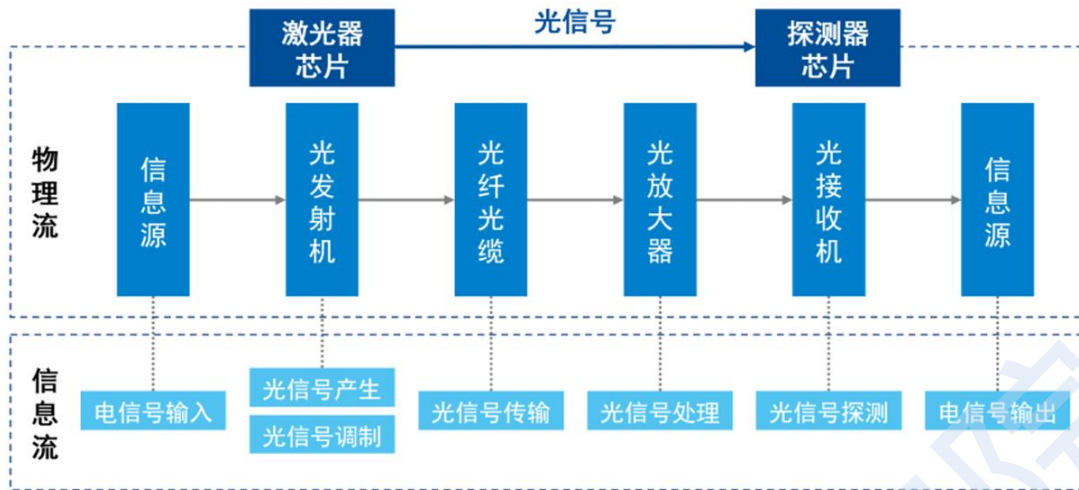 激光器
芯片
光信号
探测器
芯片
物理流
信息源
光发射机
光纤光缆
光放大器
光接收机
信息源
信息流
电信号输入
光信号产生
光信号调制
光信号传输
光信号处理
光信号探测
电信号输出
院